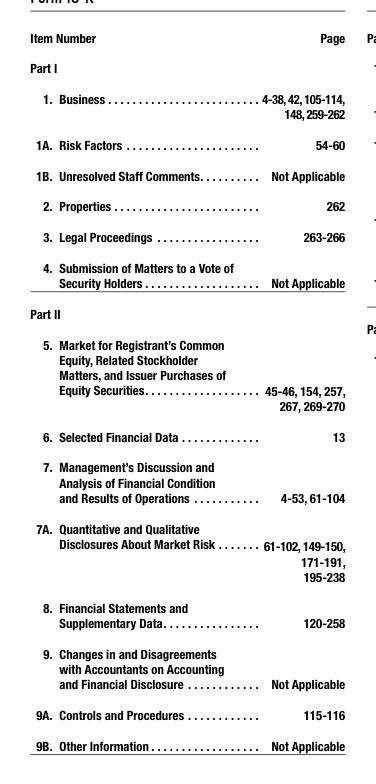 Item Number Page
Part I
1. Business . . . . . . . . . . . . . . . . . . . . . . . . . 4-38, 42, 105-114,
148, 259-262
1A. Risk Factors . . . . . . . . . . . . . . . . . . . . . . 54-60
1B. Unresolved Staff Comments. . . . . . . . . . Not Applicable
2. Properties . . . . . . . . . . . . . . . . . . . . . . . . 262
3. Legal Proceedings . . . . . . . . . . . . . . . . . 263-266
4. Submission of Matters to a Vote of
Security Holders . . . . . . . . . . . . . . . . . . . Not Applicable
Part II
5. Market for Registrant's Common
Equity, Related Stockholder
Matters, and Issuer Purchases of
Equity Securities. . . . . . . . . . . . . . . . . . . 45-46, 154, 257,
267, 269-270
6. Selected Financial Data . . . . . . . . . . . . . 13
7. Management's Discussion and
Analysis of Financial Condition
and Results of Operations . . . . . . . . . . . 4-53, 61-104
7A. Quantitative and Qualitative
Disclosures About Market Risk . . . . . . . 61-102, 149-150,
171-191,
195-238
8. Financial Statements and
Supplementary Data. . . . . . . . . . . . . . . . 120-258
9. Changes in and Disagreements
with Accountants on Accounting
and Financial Disclosure . . . . . . . . . . . . Not Applicable
9A. Controls and Procedures . . . . . . . . . . . . 115-116
9B. Other Information . . . . . . . . . . . . . . . . . . Not Applicable